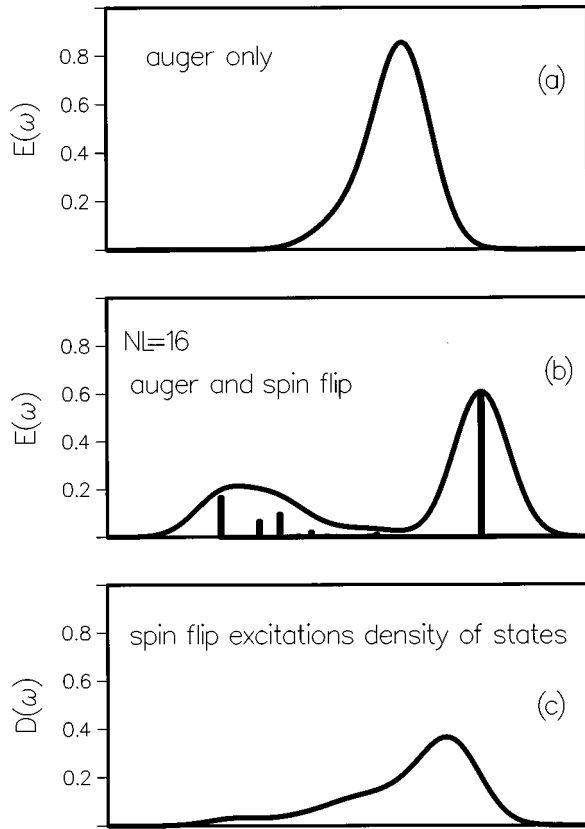 0.8
0.6
0.4
0.2
E(ω)
auger only
(a)
0.8
0.6
0.4
0.2
E(ω)
NL=16
auger and spin flip
(b)
0.8
0.6
0.4
0.2
D(ω)
spin flip excitations density of states
(c)